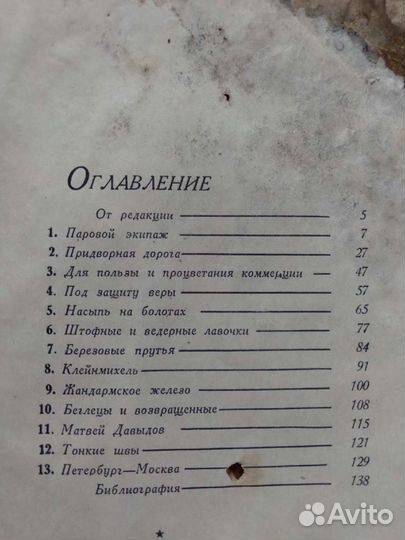 Оглавление
От редакции 5
1. Паровой экипаж 7
2. Придворная дорога 27
3. Для пользы и процветания коммерции 47
4. Под защиту веры 57
5. Насыпь на болотах 65
6. Штофные и ведерные лавочки 77
7. Березовые прутья 84
8. Клейнмихель 91
9. Жандармское железо 100
10. Беглецы и возвращенные 108
11. Матвей Давыдов 115
12. Тонкие швы 121
13. Петербург—Москва 129
Библиография 138
Avito